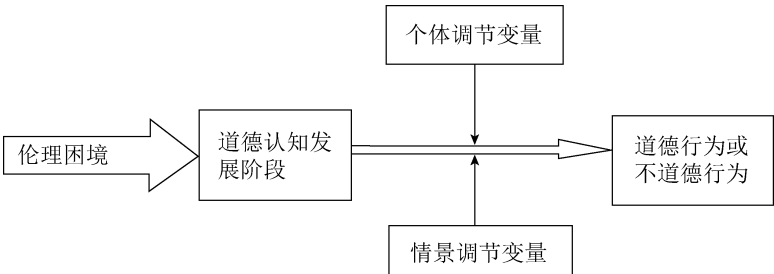 个体调节变量
伦理困境
道德认知发
展阶段
道德行为或
不道德行为
情景调节变量